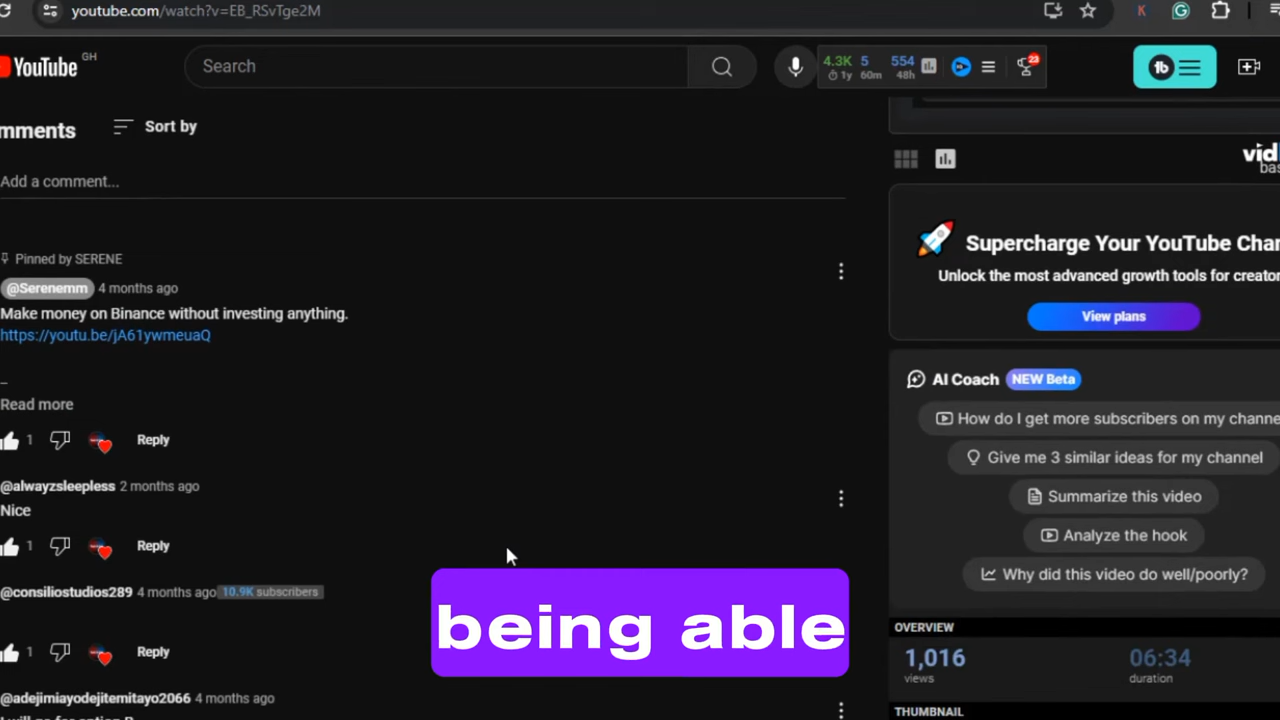 youtube.com/watch?v=EB_RSvTge2M
YouTube GH
Search
4.3K 5 554
1y 60m 48h
23
mments
Sort by
Add a comment...
Pinned by SERENE
@Serenemm 4 months ago
Make money on Binance without investing anything.
https://youtu.be/jA61ywmeuaQ
_
Read more
1 Reply
@alwayzsleepless 2 months ago
Nice
1 Reply
@consiliostudios289 4 months ago 10.9K subscribers
1 Reply
@adejimiayodejitemitayo2066 4 months ago
being able
vid
bas
Supercharge Your YouTube Chan
Unlock the most advanced growth tools for creator
View plans
AI Coach NEW Beta
How do I get more subscribers on my channe
Give me 3 similar ideas for my channel
Summarize this video
Analyze the hook
Why did this video do well/poorly?
OVERVIEW
1,016 06:34
views duration
THUMBNAIL